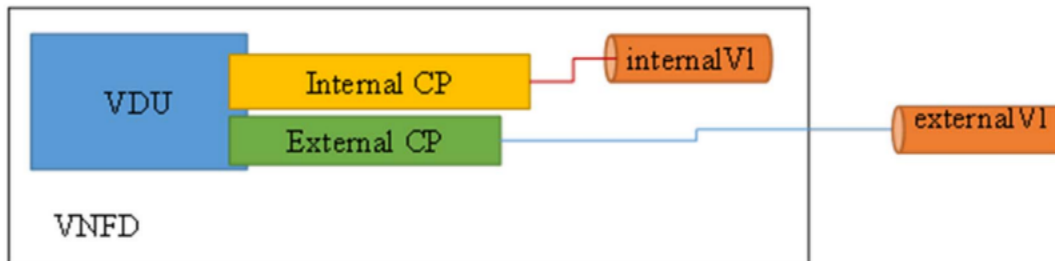 VDU
Internal CP
internalVl
External CP
externalVl
VNFD